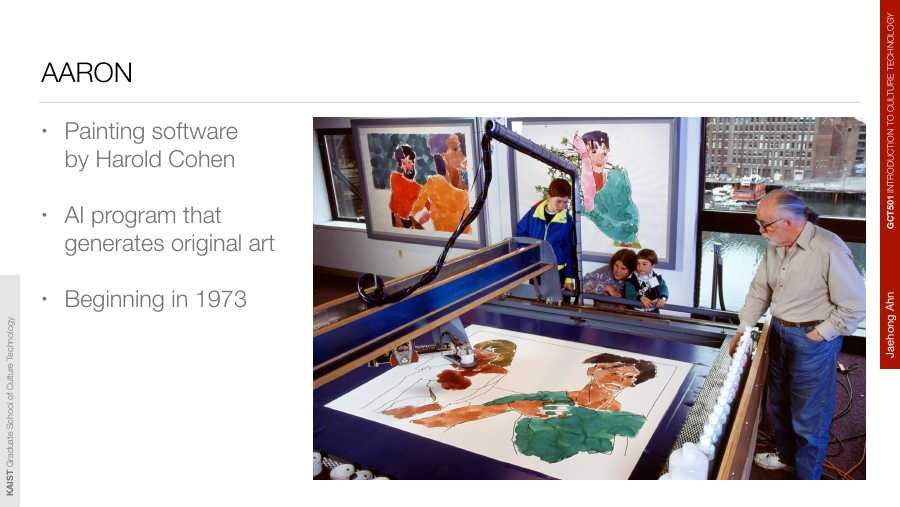 AARON
• Painting software
by Harold Cohen
• AI program that
generates original art
• Beginning in 1973
KAIST Graduate School of Culture Technology
GCT501 INTRODUCTION TO CULTURE TECHNOLOGY
Jaehong Ahn